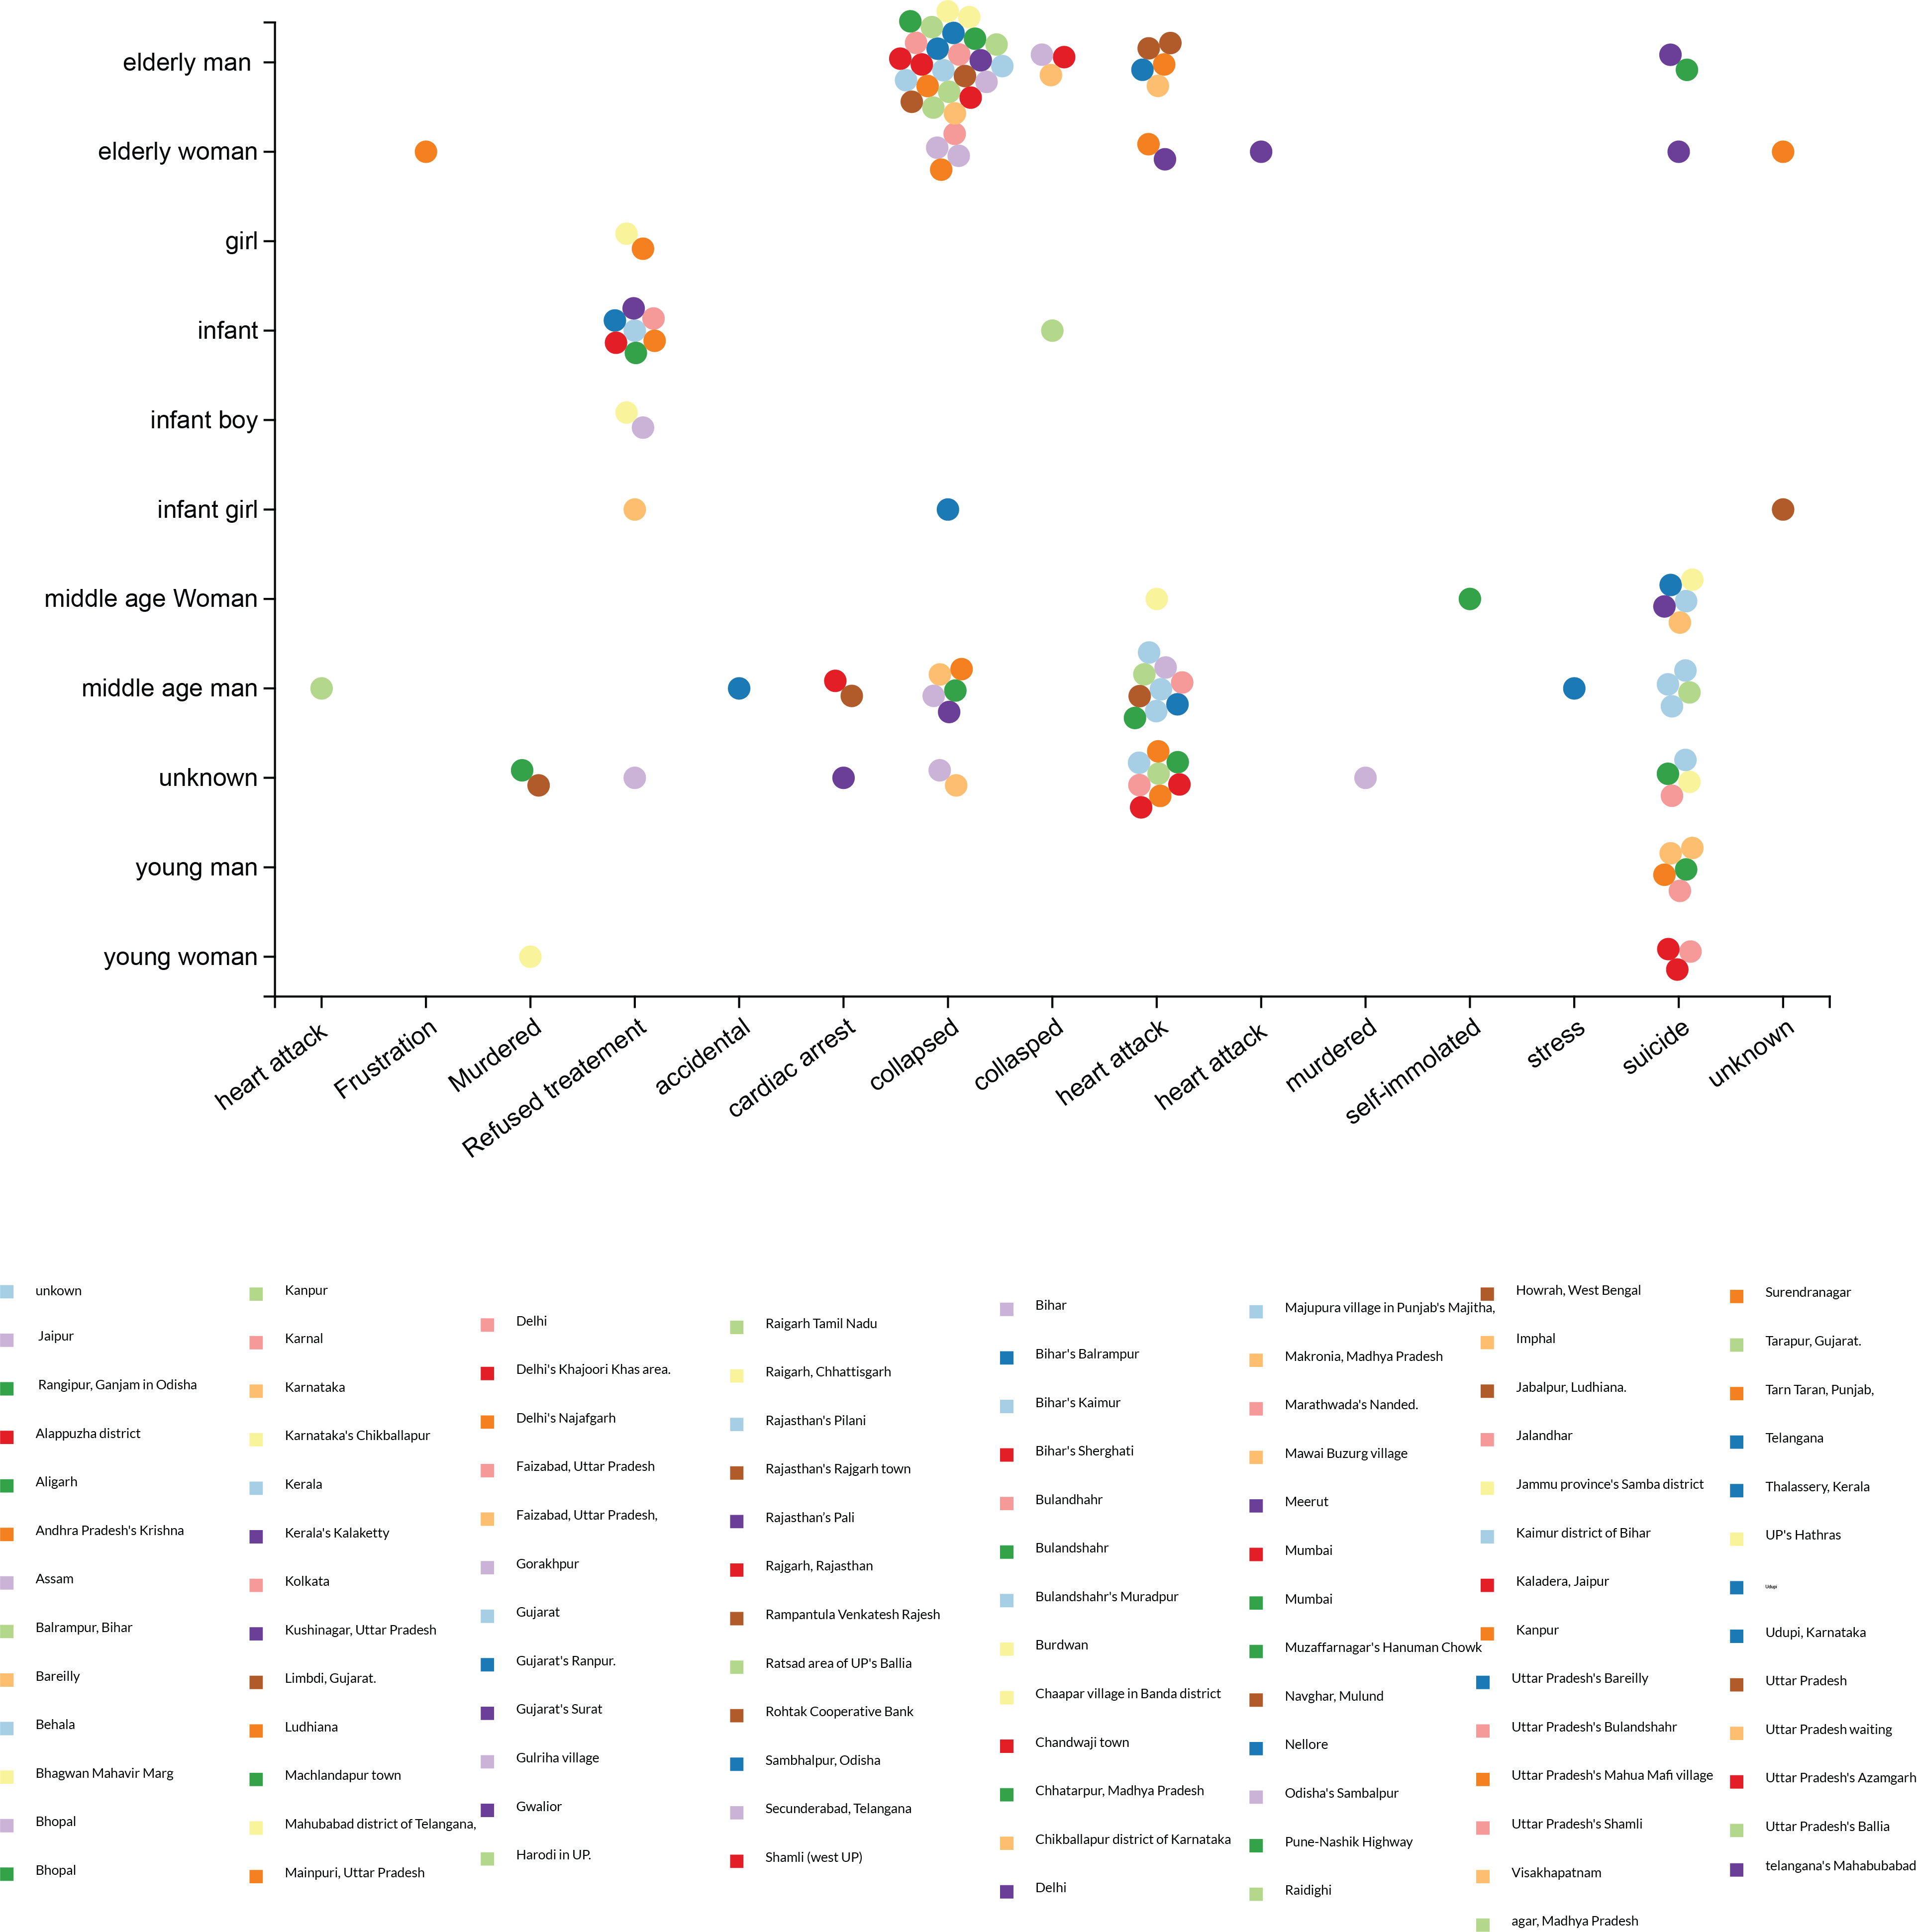 elderly man
elderly woman
girl
infant
infant boy
infant girl
middle age Woman
middle age man
unknown
young man
young woman
heart attack
Frustration
Murdered
Refused treatement
accidental
cardiac arrest
collapsed
collasped
heart attack
heart attack
murdered
self-immolated
stress
suicide
unknown
unkown
Jaipur
Rangipur, Ganjam in Odisha
Alappuzha district
Aligarh
Andhra Pradesh's Krishna
Assam
Balrampur, Bihar
Bareilly
Behala
Bhagwan Mahavir Marg
Bhopal
Bhopal
Kanpur
Karnal
Karnataka
Karnataka's Chikballapur
Kerala
Kerala's Kalaketty
Kolkata
Kushinagar, Uttar Pradesh
Limbdi, Gujarat.
Ludhiana
Machlandapur town
Mahubabad district of Telangana,
Mainpuri, Uttar Pradesh
Delhi
Delhi's Khajoori Khas area.
Delhi's Najafgarh
Faizabad, Uttar Pradesh
Faizabad, Uttar Pradesh,
Gorakhpur
Gujarat
Gujarat's Ranpur.
Gujarat's Surat
Gulriha village
Gwalior
Harodi in UP.
Raigarh Tamil Nadu
Raigarh, Chhattisgarh
Rajasthan's Pilani
Rajasthan's Rajgarh town
Rajasthan’s Pali
Rajgarh, Rajasthan
Rampantula Venkatesh Rajesh
Ratsad area of UP's Ballia
Rohtak Cooperative Bank
Sambhalpur, Odisha
Secunderabad, Telangana
Shamli (west UP)
Bihar
Bihar's Balrampur
Bihar's Kaimur
Bihar's Sherghati
Bulandhahr
Bulandshahr
Bulandshahr's Muradpur
Burdwan
Chaapar village in Banda district
Chandwaji town
Chhatarpur, Madhya Pradesh
Chikballapur district of Karnataka
Delhi
Majupura village in Punjab's Majitha,
Makronia, Madhya Pradesh
Marathwada's Nanded.
Mawai Buzurg village
Meerut
Mumbai
Mumbai
Muzaffarnagar's Hanuman Chowk
Navghar, Mulund
Nellore
Odisha's Sambalpur
Pune-Nashik Highway
Raidighi
Howrah, West Bengal
Imphal
Jabalpur, Ludhiana.
Jalandhar
Jammu province's Samba district
Kaimur district of Bihar
Kaladera, Jaipur
Kanpur
Uttar Pradesh's Bareilly
Uttar Pradesh's Bulandshahr
Uttar Pradesh's Mahua Mafi village
Uttar Pradesh's Shamli
Visakhapatnam
agar, Madhya Pradesh
Surendranagar
Tarapur, Gujarat.
Tarn Taran, Punjab,
Telangana
Thalassery, Kerala
UP's Hathras
Udupi
Udupi, Karnataka
Uttar Pradesh
Uttar Pradesh waiting
Uttar Pradesh's Azamgarh
Uttar Pradesh's Ballia
telangana's Mahabubabad